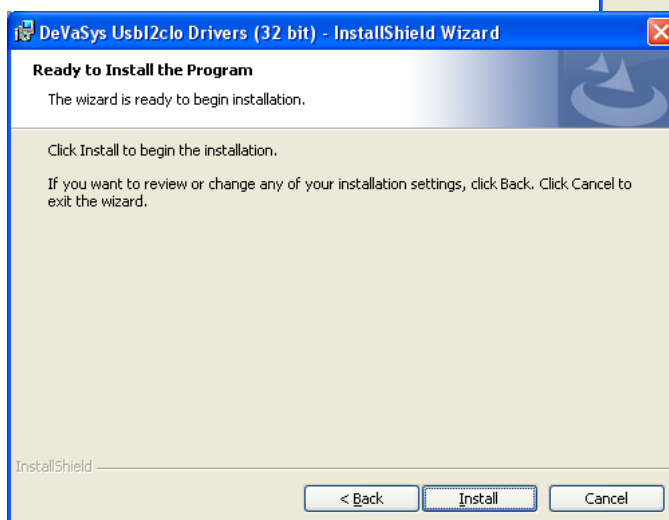 DeVaSys UsbI2cIo Drivers (32 bit) - InstallShield Wizard
Ready to Install the Program
The wizard is ready to begin installation.
Click Install to begin the installation.
If you want to review or change any of your installation settings, click Back. Click Cancel to
exit the wizard.
InstallShield
< Back
Install
Cancel